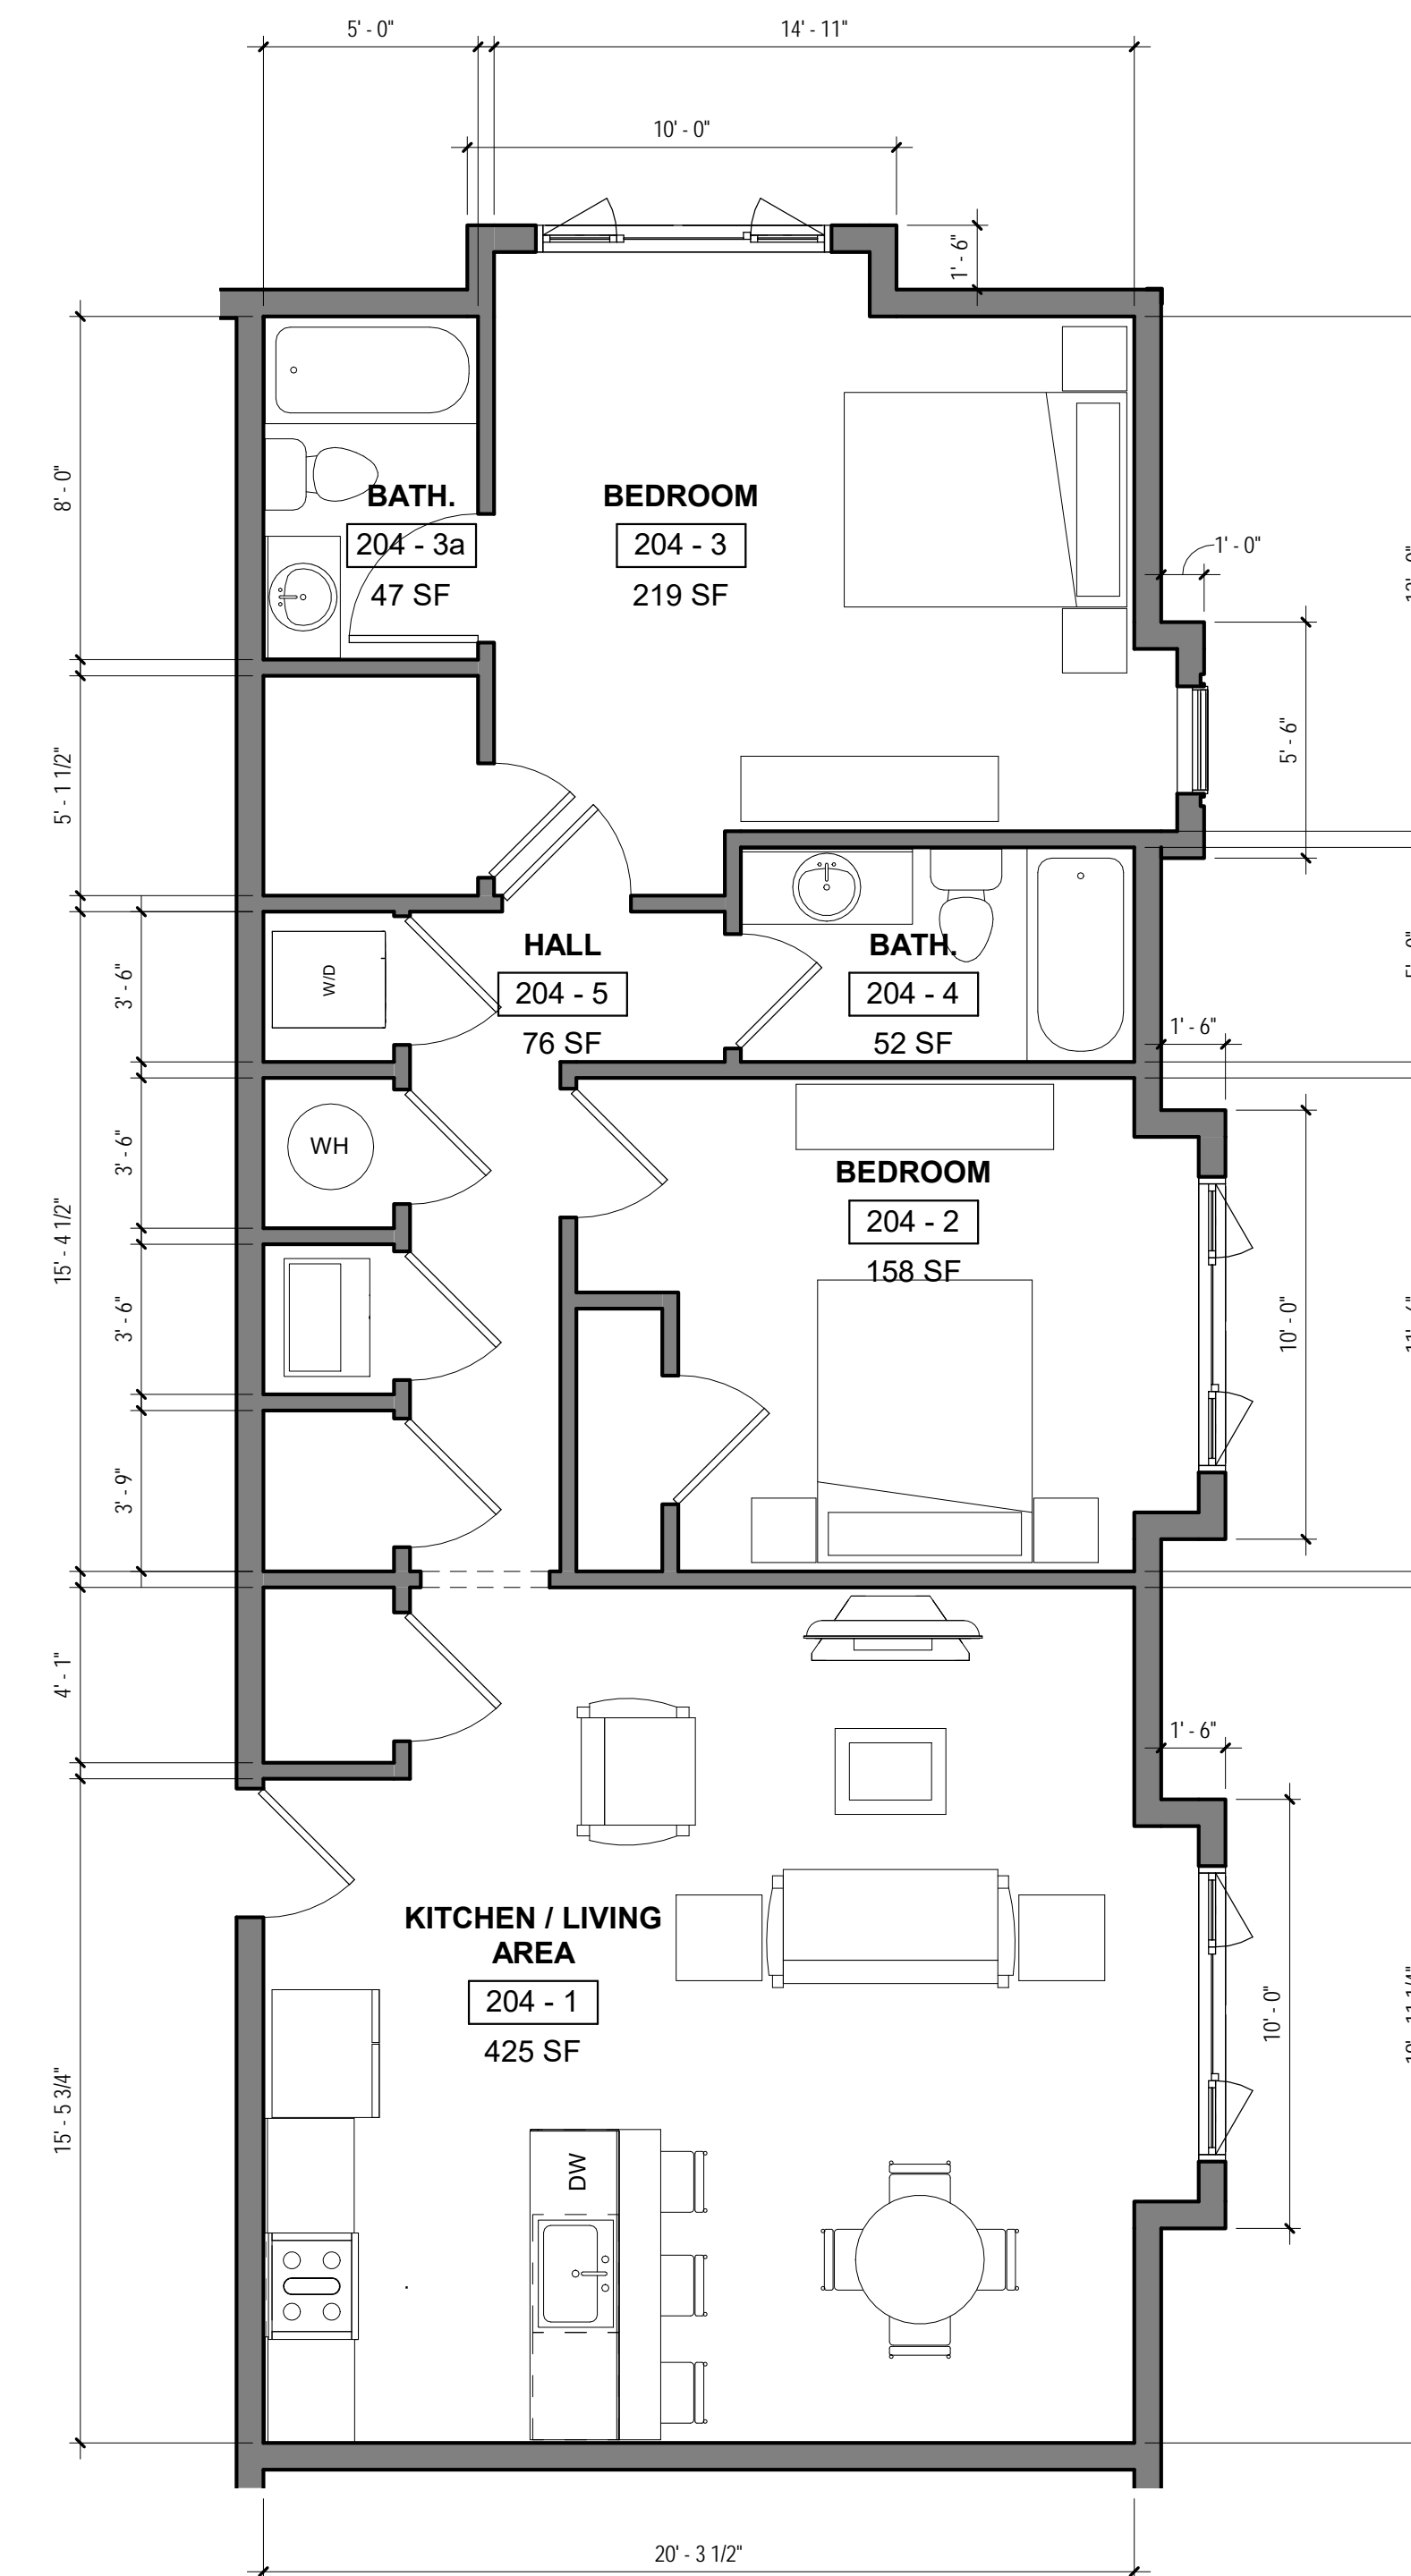 5' - 0"
14' - 11"
10' - 0"
1' - 6"
8' - 0"
BATH.
204 - 3a
47 SF
BEDROOM
204 - 3
219 SF
1' - 0"
5' - 6"
5' - 1 1/2"
HALL
204 - 5
76 SF
BATH.
204 - 4
52 SF
W/D
3' - 6"
1' - 6"
WH
3' - 6"
BEDROOM
204 - 2
158 SF
15' - 4 1/2"
3' - 6"
10' - 0"
3' - 9"
4' - 1"
1' - 6"
KITCHEN / LIVING
AREA
204 - 1
425 SF
10' - 0"
15' - 5 3/4"
DW
20' - 3 1/2"